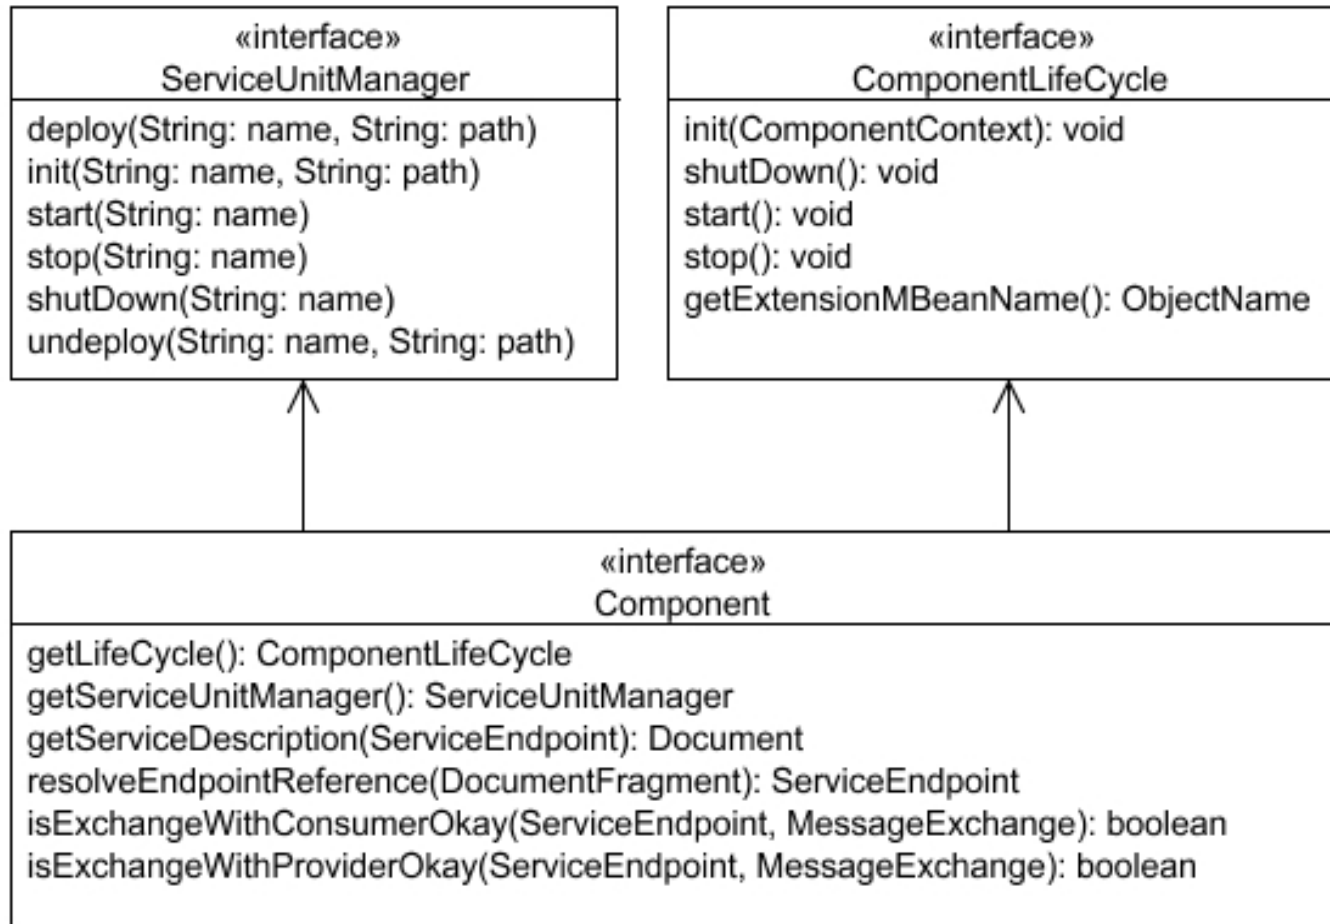 «interface»
ServiceUnitManager
deploy(String: name, String: path)
init(String: name, String: path)
start(String: name)
stop(String: name)
shutDown(String: name)
undeploy(String: name, String: path)
«interface»
ComponentLifeCycle
init(ComponentContext): void
shutDown(): void
start(): void
stop(): void
getExtensionMBeanName(): ObjectName
«interface»
Component
getLifeCycle(): ComponentLifeCycle
getServiceUnitManager(): ServiceUnitManager
getServiceDescription(ServiceEndpoint): Document
resolveEndpointReference(DocumentFragment): ServiceEndpoint
isExchangeWithConsumerOkay(ServiceEndpoint, MessageExchange): boolean
isExchangeWithProviderOkay(ServiceEndpoint, MessageExchange): boolean